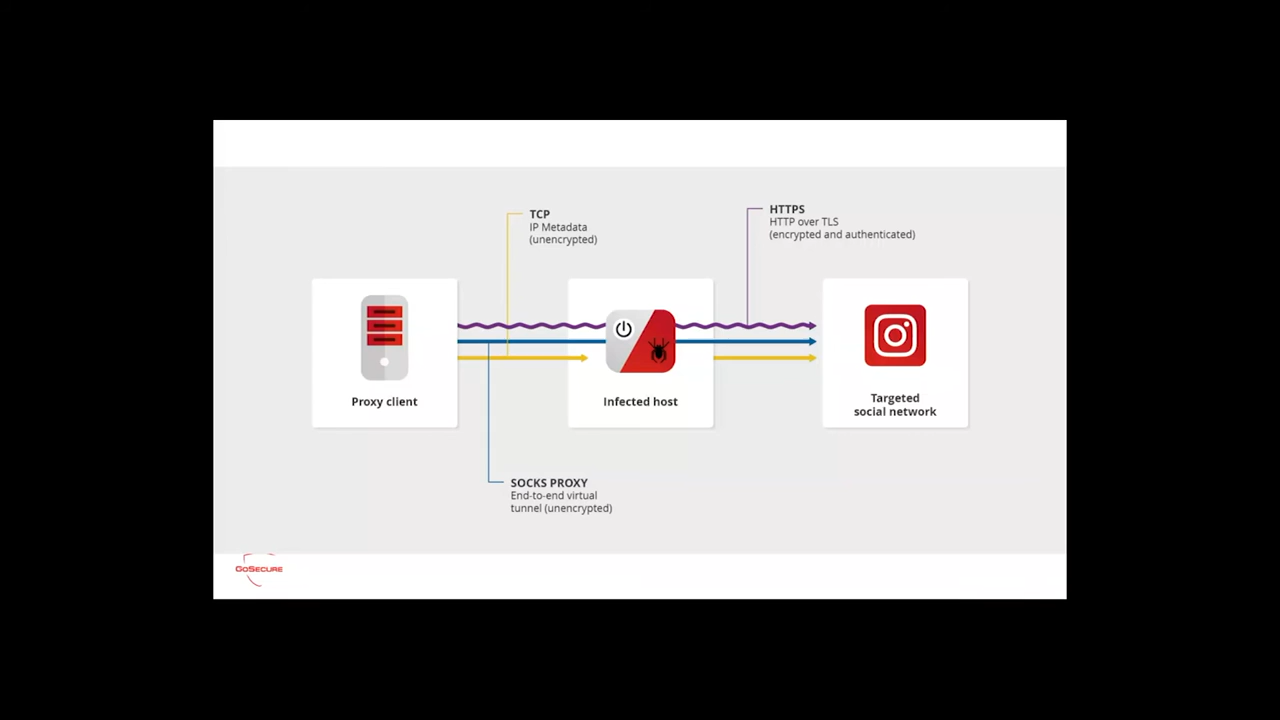 TCP
IP Metadata
(unencrypted)
HTTPS
HTTP over TLS
(encrypted and authenticated)
Proxy client
Infected host
Targeted
social network
SOCKS PROXY
End-to-end virtual
tunnel (unencrypted)
GOSECURE